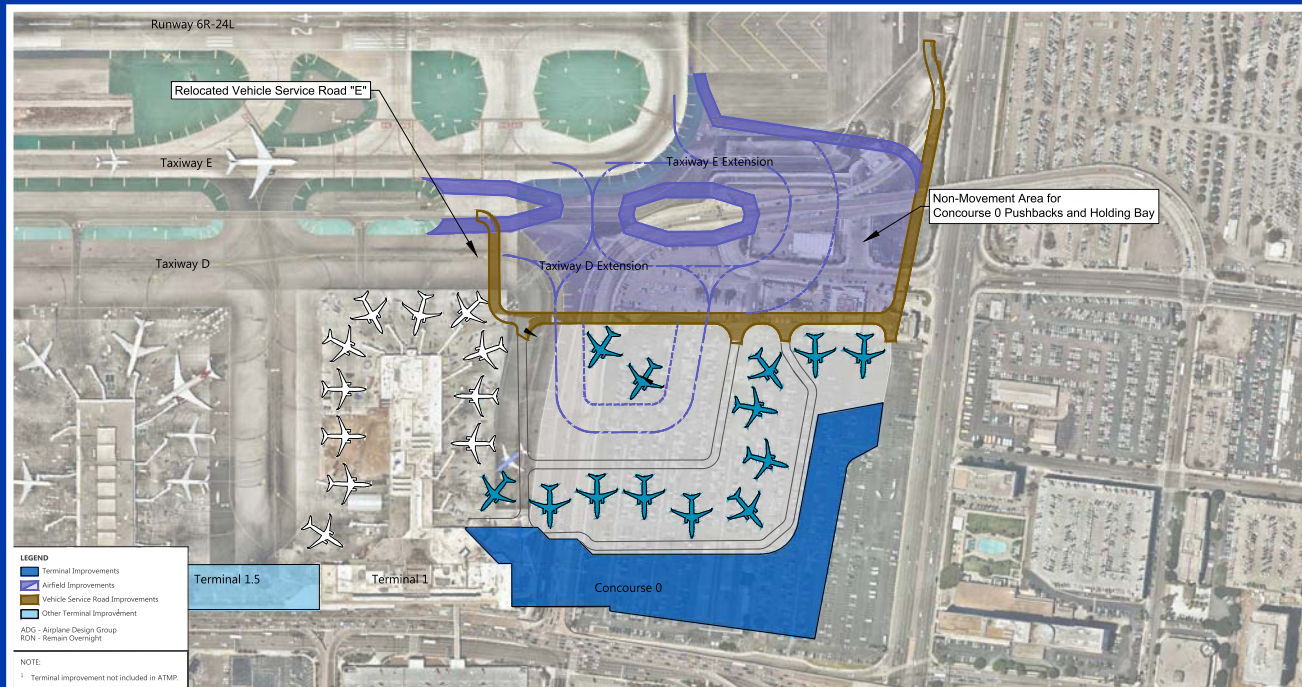 Runway 6R-24L
Relocated Vehicle Service Road "E"
Taxiway E
Taxiway E Extension
Non-Movement Area for
Concourse 0 Pushbacks and Holding Bay
Taxiway D
Taxiway D Extension
LEGEND
Terminal Improvements
Airfield Improvements
Vehicle Service Road Improvements
Other Terminal Improvement
ADG - Airplane Design Group
RON - Remain Overnight
NOTE:
1 Terminal improvement not included in ATMP.
Terminal 1.5
Terminal 1
Concourse 0